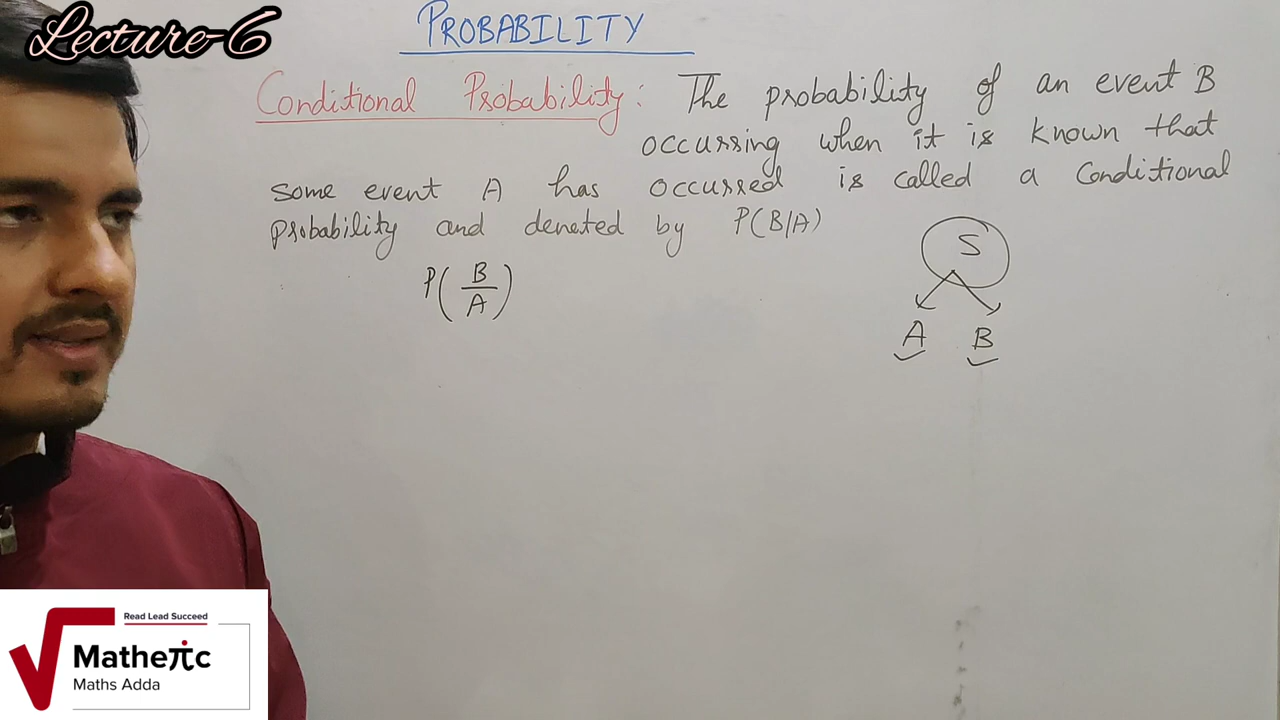 Lecture-6
PROBABILITY
Conditional Probability: The probability of an event B
occurring when it is known that
some event A has occurred is called a Conditional
probability and denoted by P(B/A)
P(B/A)
S
A B
Read Lead Succeed
Matheπc
Maths Adda